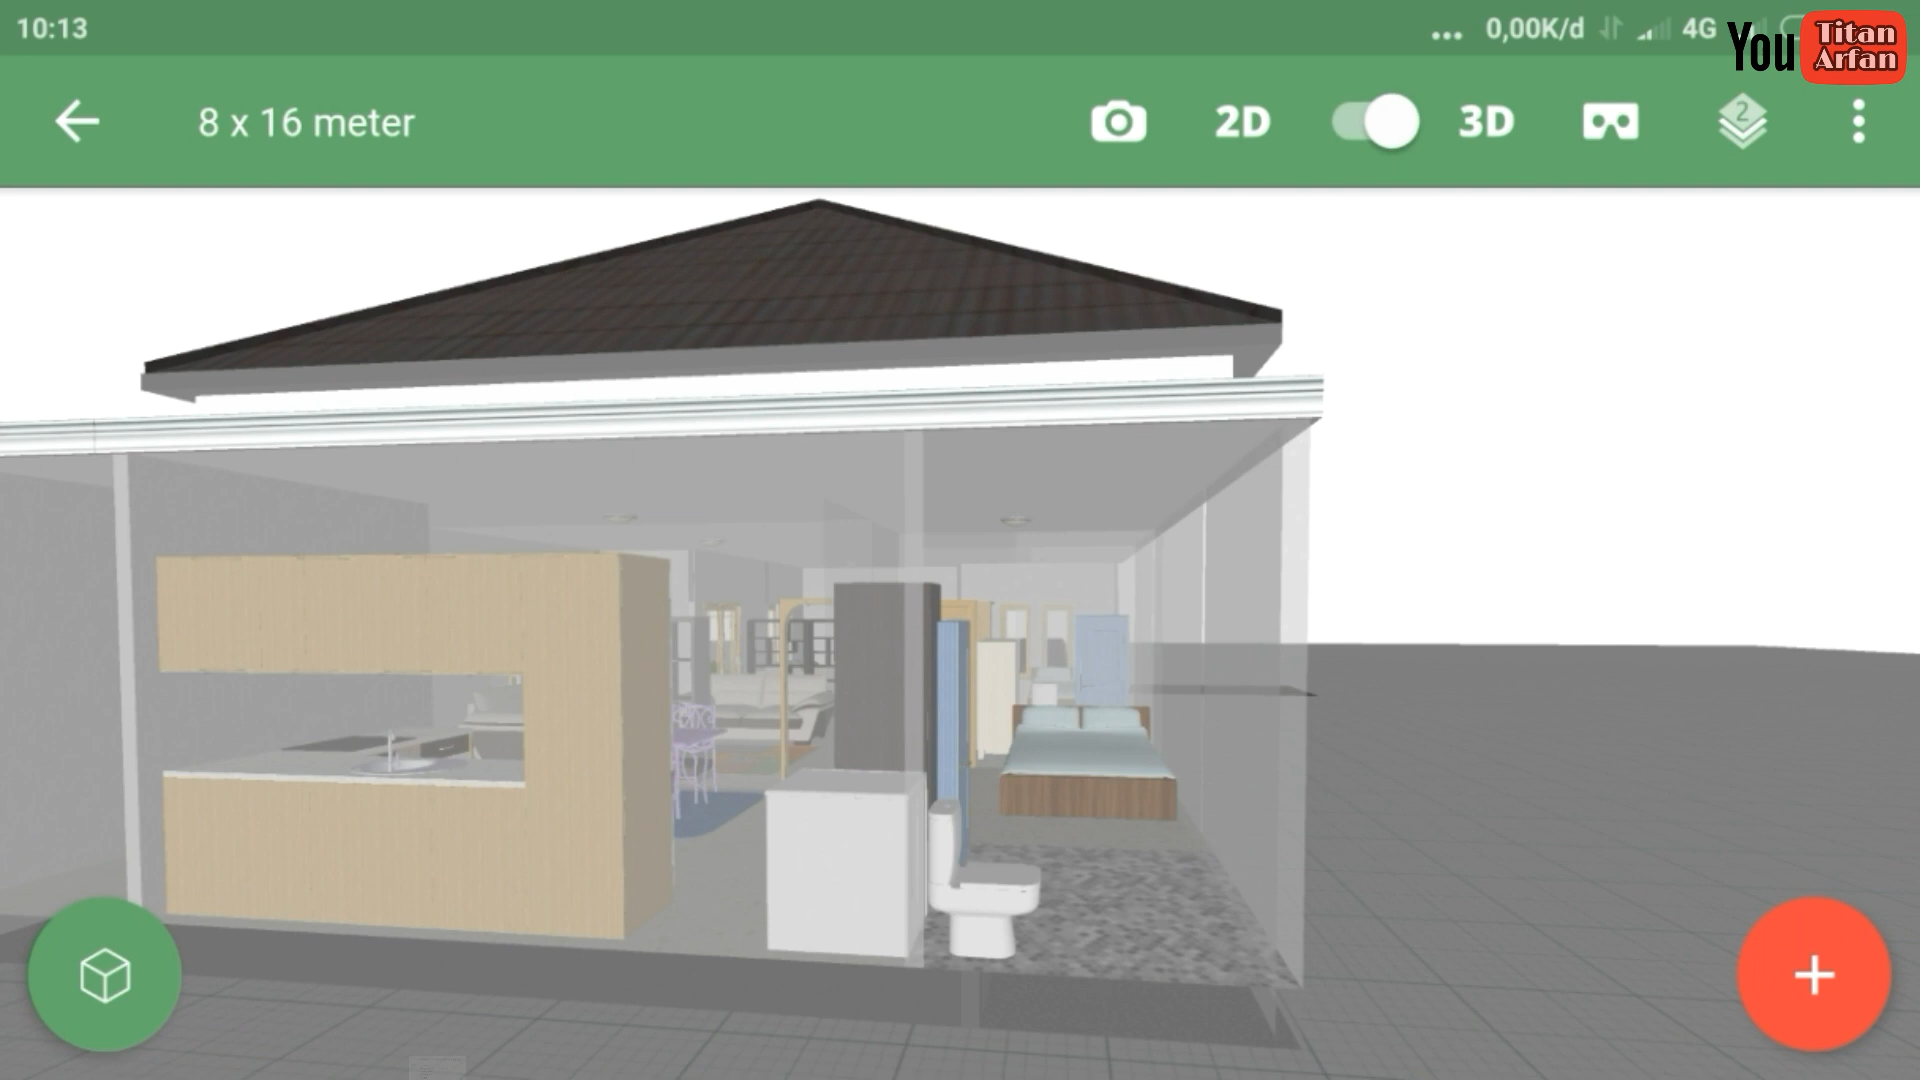 10:13
... 0,00K/d 4G
You Titan
Arfan
8 x 16 meter
2D 3D 2